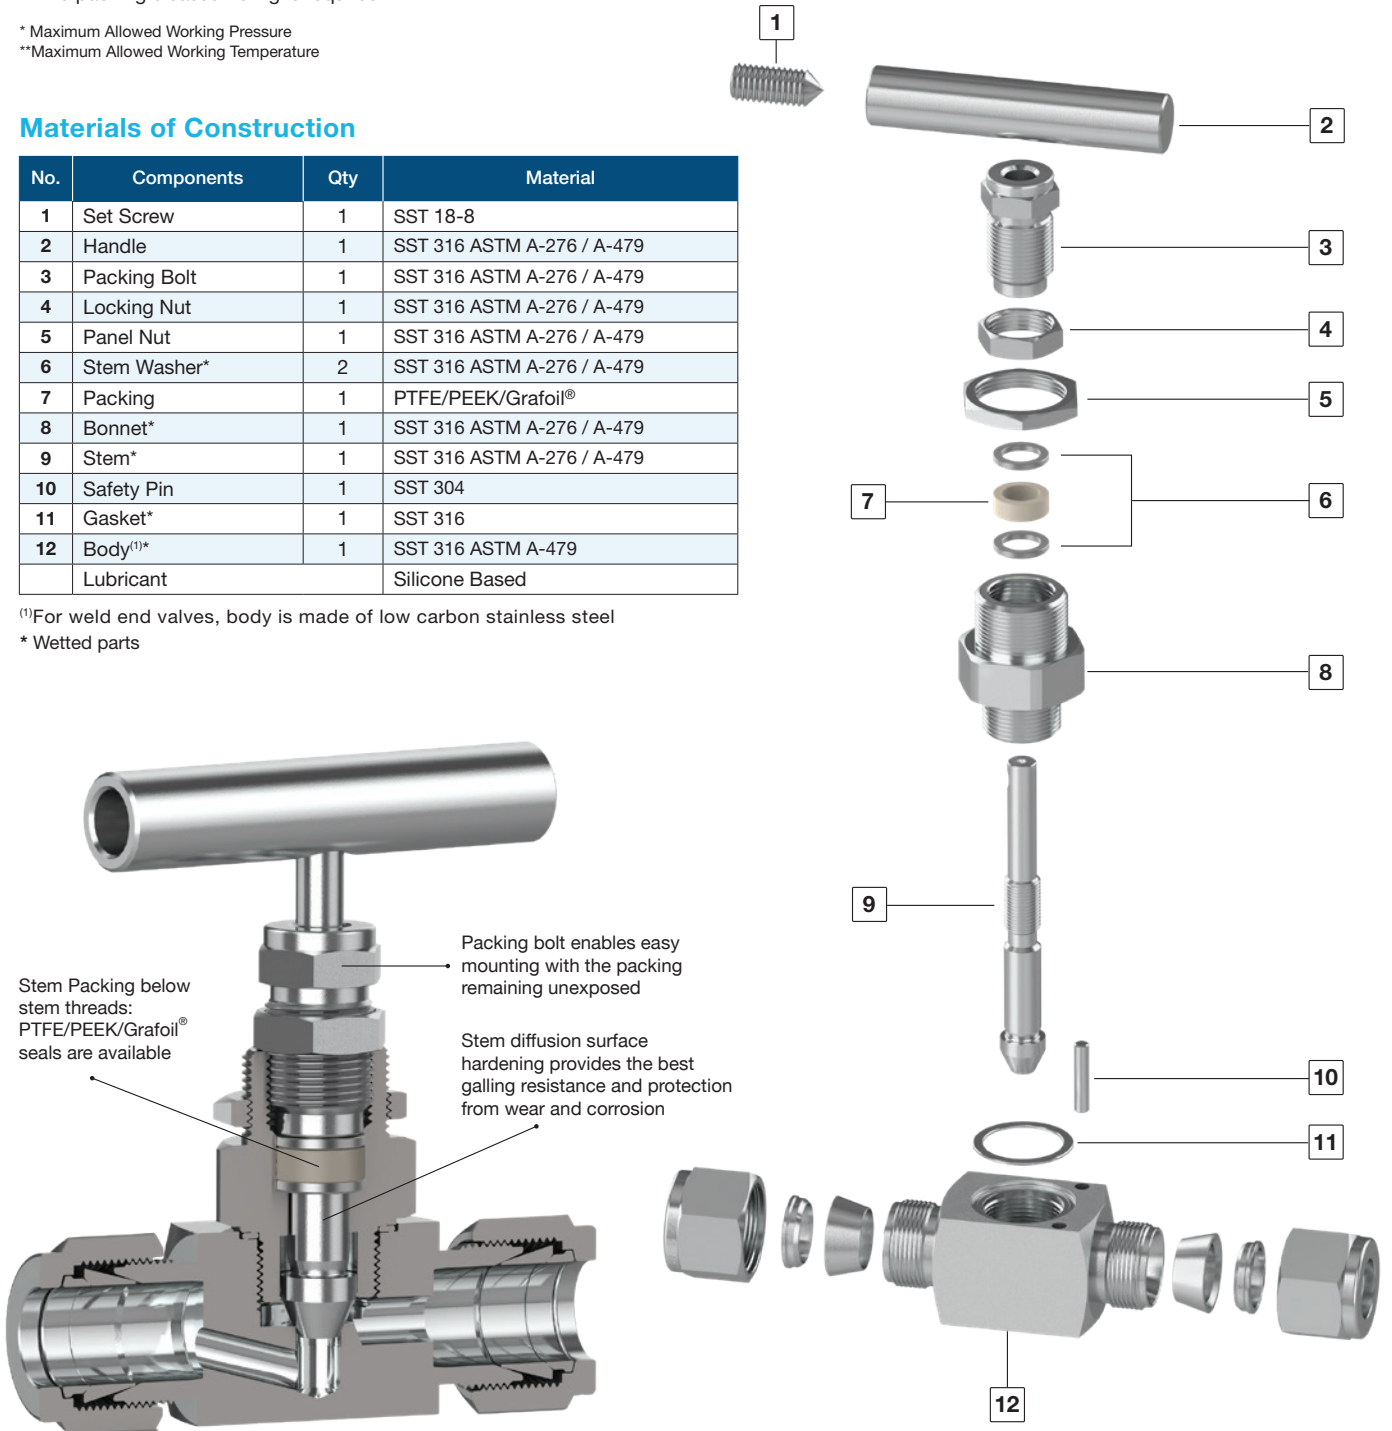 * Maximum Allowed Working Pressure
**Maximum Allowed Working Temperature
Materials of Construction
No. Components Qty Material
1 Set Screw 1 SST 18-8
2 Handle 1 SST 316 ASTM A-276 / A-479
3 Packing Bolt 1 SST 316 ASTM A-276 / A-479
4 Locking Nut 1 SST 316 ASTM A-276 / A-479
5 Panel Nut 1 SST 316 ASTM A-276 / A-479
6 Stem Washer* 2 SST 316 ASTM A-276 / A-479
7 Packing 1 PTFE/PEEK/Grafoil®
8 Bonnet* 1 SST 316 ASTM A-276 / A-479
9 Stem* 1 SST 316 ASTM A-276 / A-479
10 Safety Pin 1 SST 304
11 Gasket* 1 SST 316
12 Body(1)* 1 SST 316 ASTM A-479
Lubricant Silicone Based
(1)For weld end valves, body is made of low carbon stainless steel
* Wetted parts
Stem Packing below
stem threads:
PTFE/PEEK/Grafoil®
seals are available
Packing bolt enables easy
mounting with the packing
remaining unexposed
Stem diffusion surface
hardening provides the best
galling resistance and protection
from wear and corrosion
1
2
3
4
5
6
7
8
9
10
11
12